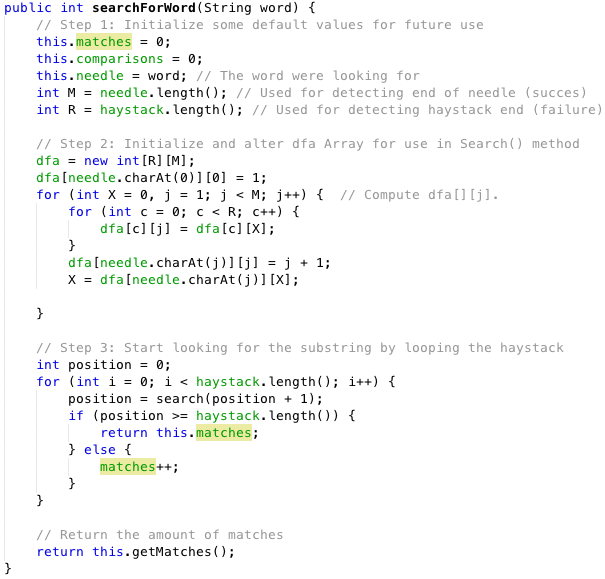 public int searchForWord(String word) {
    // Step 1: Initialize some default values for future use
    this.matches = 0;
    this.comparisons = 0;
    this.needle = word; // The word were looking for
    int M = needle.length(); // Used for detecting end of needle (succes)
    int R = haystack.length(); // Used for detecting haystack end (failure)

    // Step 2: Initialize and alter dfa Array for use in Search() method
    dfa = new int[R][M];
    dfa[needle.charAt(0)][0] = 1;
    for (int X = 0, j = 1; j < M; j++) {  // Compute dfa[][j].
        for (int c = 0; c < R; c++) {
            dfa[c][j] = dfa[c][X];
        }
        dfa[needle.charAt(j)][j] = j + 1;
        X = dfa[needle.charAt(j)][X];

    }

    // Step 3: Start looking for the substring by looping the haystack
    int position = 0;
    for (int i = 0; i < haystack.length(); i++) {
        position = search(position + 1);
        if (position >= haystack.length()) {
            return this.matches;
        } else {
            matches++;
        }
    }

    // Return the amount of matches
    return this.getMatches();
}